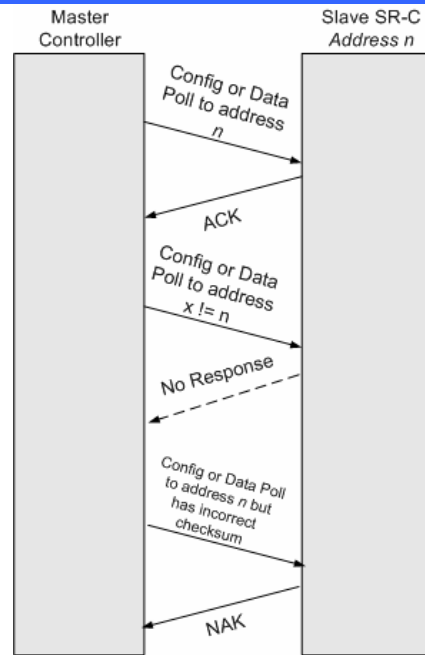 Master
Controller
Slave SR-C
Address n
Config or Data
Poll to address
n
ACK
Config or Data
Poll to address
x != n
No Response
Config or Data Poll
to address n but
has incorrect
checksum
NAK